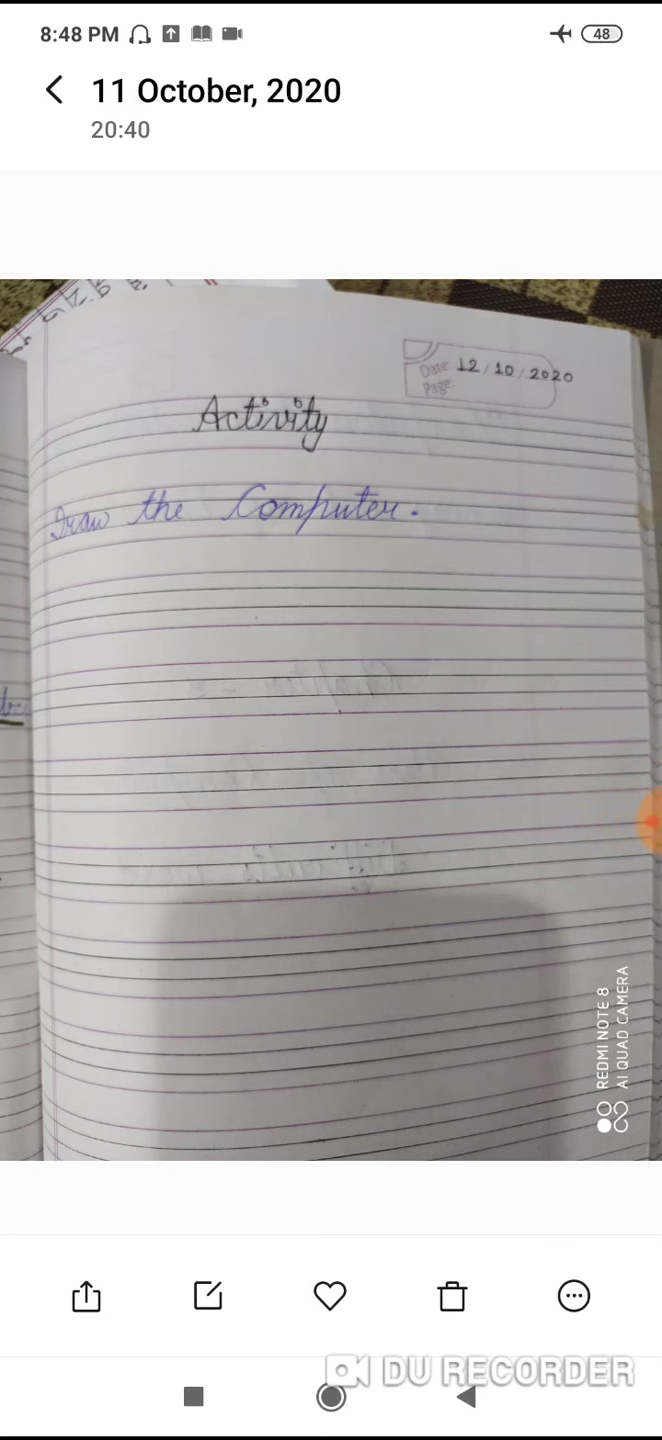 8:48 PM 48
11 October, 2020
20:40
Date: 12/10/2020
Page:
Activity
Draw the Computer.
REDMI NOTE 8
AI QUAD CAMERA
DU RECORDER